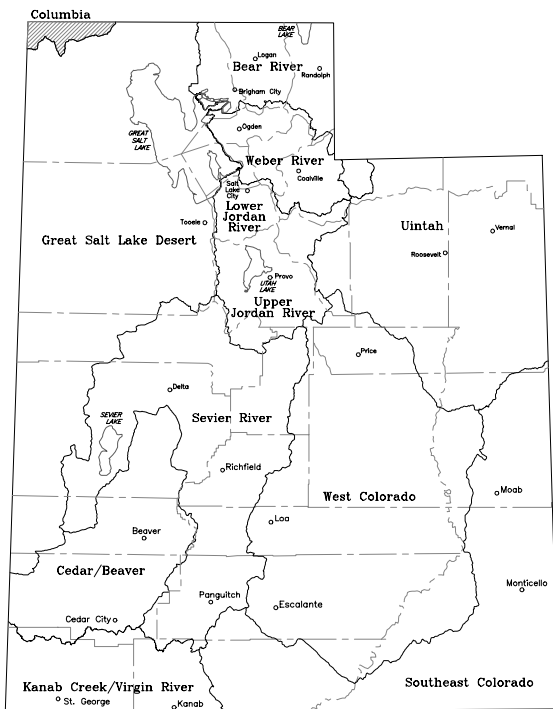 Columbia
BEAR
LAKE
Logan
Bear River
Randolph
Brigham City
Ogden
GREAT
SALT
LAKE
Weber River
Coalville
Salt
Lake
City
Lower
Jordan
River
Tooele
Uintah
Vernal
Great Salt Lake Desert
Roosevelt
Provo
UTAH
LAKE
Upper
Jordan River
Price
Delta
SEVIER
LAKE
Sevier River
Richfield
West Colorado
Moab
Loa
Beaver
Cedar/Beaver
Monticello
Panguitch
Escalante
Cedar City
Southeast Colorado
Kanab Creek/Virgin River
St. George
Kanab